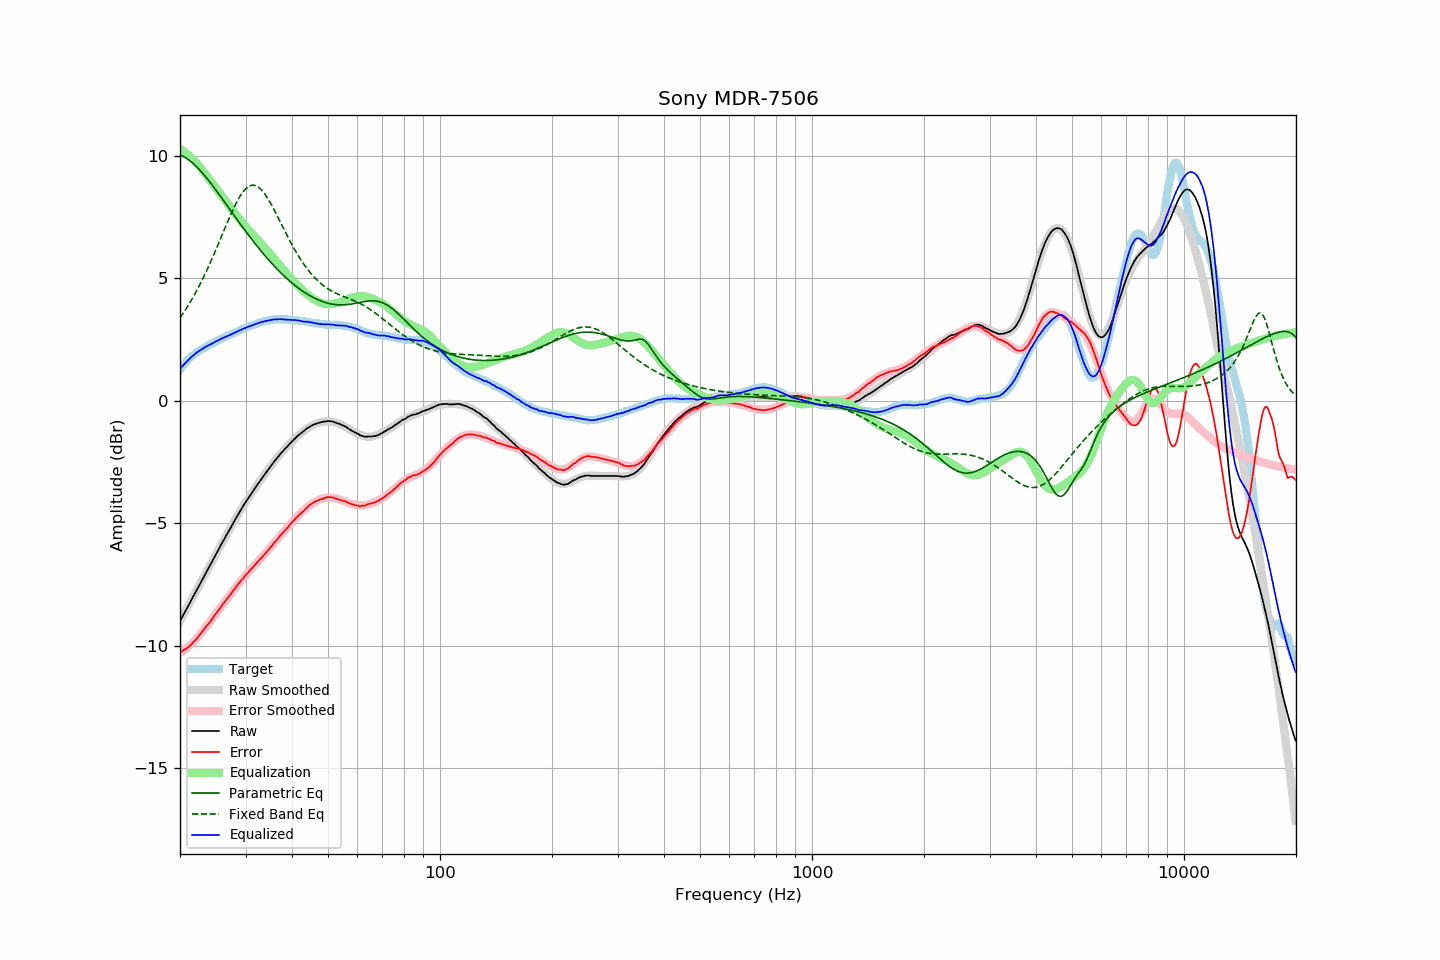 Sony MDR-7506
Amplitude (dBr)
10
5
0
−5
−10
−15
Target
Raw Smoothed
Error Smoothed
Raw
Error
Equalization
Parametric Eq
Fixed Band Eq
Equalized
100
1000
10000
Frequency (Hz)